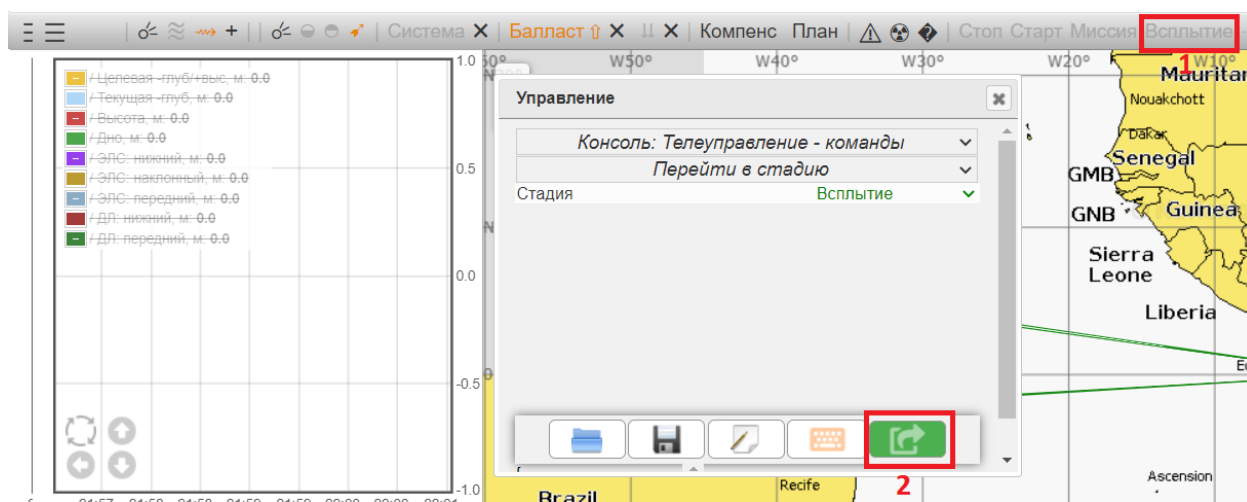 Система ✕ | Балласт ⇧ ✕ ⇊ ✕ | Компенс План | Стоп Старт Миссия Всплытие
1
- / Целевая -глуб/+выс, м: 0.0
/ Текущая -глуб, м: 0.0
- / Высота, м: 0.0
/ Дно, м: 0.0
- / ЭЛС: нижний, м: 0.0
/ ЭЛС: наклонный, м: 0.0
- / ЭЛС: передний, м: 0.0
/ ДЛ: нижний, м: 0.0
- / ДЛ: передний, м: 0.0
1.0
0.5
0.0
-0.5
-1.0
W50° W40° W30° W20° W10°
Управление
Консоль: Телеуправление - команды
Перейти в стадию
Стадия Всплытие
2
Nouakchott
Dakar
Senegal
GMB
GNB
Guinea
Sierra
Leone
Liberia
Ascension
Recife
Brazil